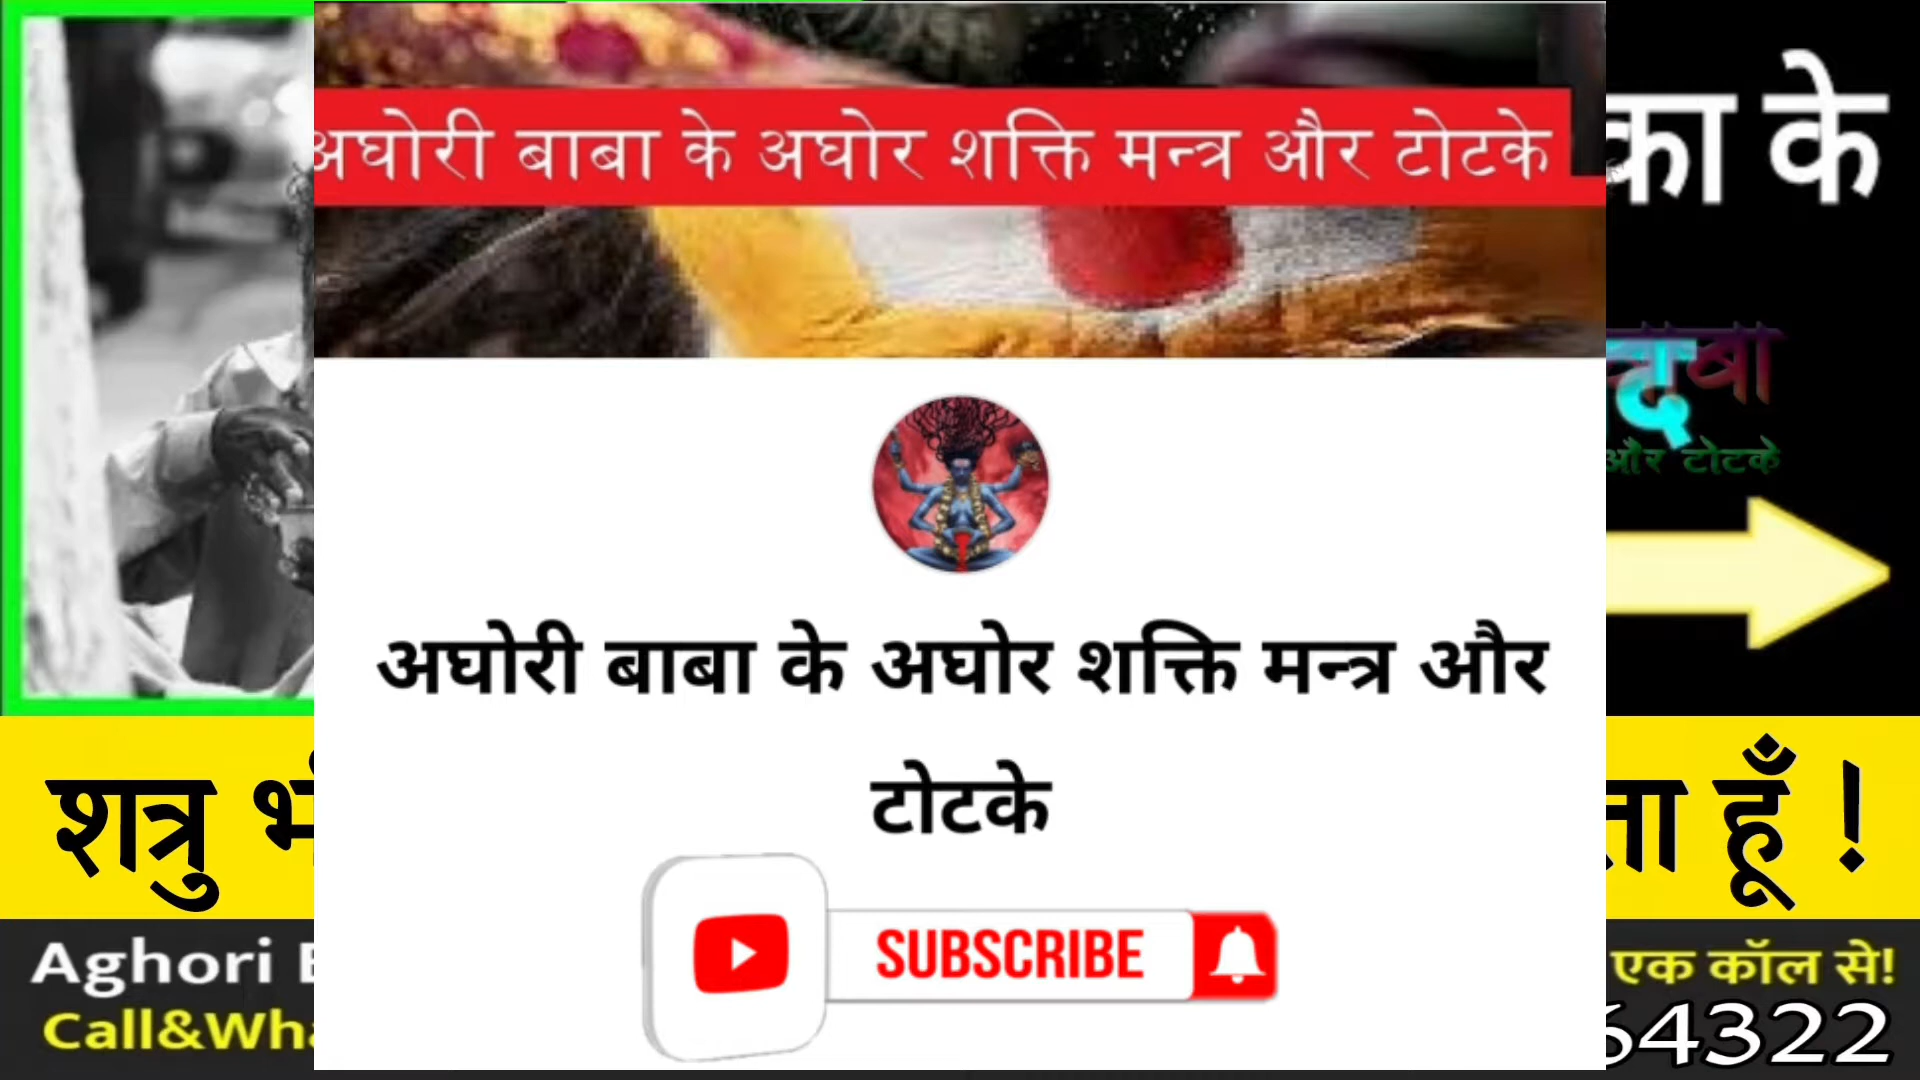 अघोरी बाबा के अघोर शक्ति मन्त्र और टोटके
का के
और टोटके
अघोरी बाबा के अघोर शक्ति मन्त्र और
टोटके
शत्रु
ता हूँ !
SUBSCRIBE
Aghori
एक कॉल से!
Call&Wha
64322